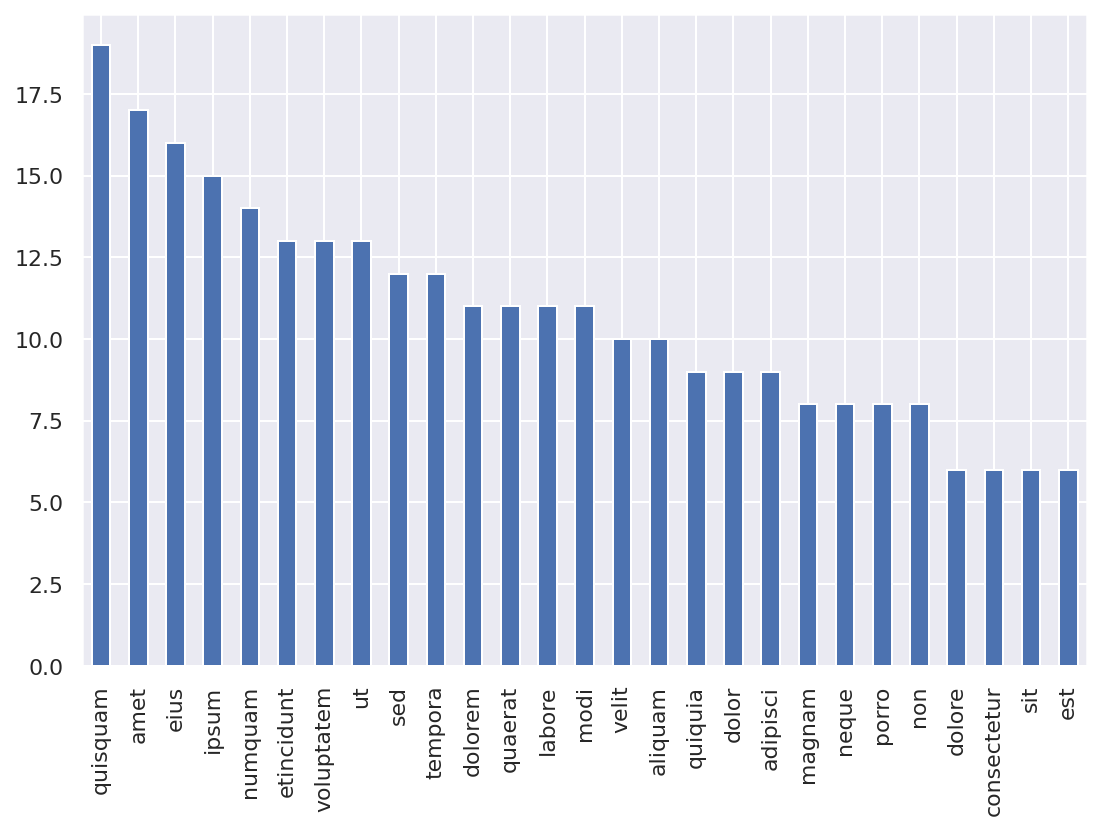 17.5
15.0
12.5
10.0
7.5
5.0
2.5
0.0
quisquam
amet
eius
ipsum
numquam
etincidunt
voluptatem
ut
sed
tempora
dolorem
quaerat
labore
modi
velit
aliquam
quiquia
dolor
adipisci
magnam
neque
porro
non
dolore
consectetur
sit
est